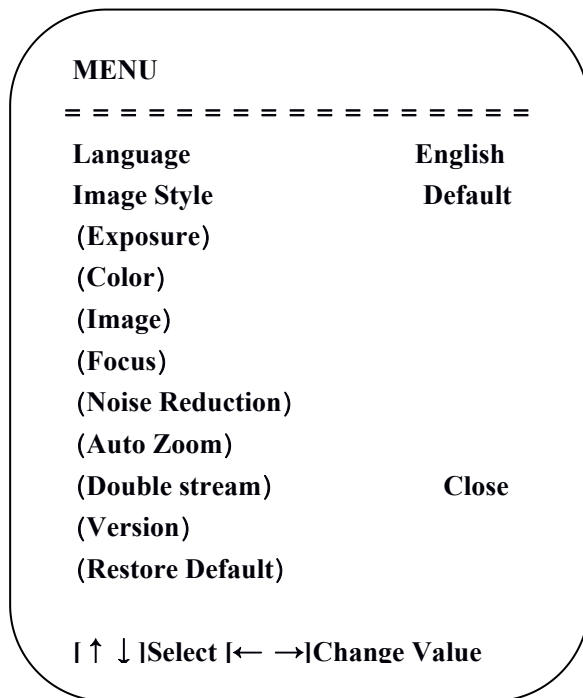 MENU
= = = = = = = = = = = = = = = = =
Language English
Image Style Default
(Exposure)
(Color)
(Image)
(Focus)
(Noise Reduction)
(Auto Zoom)
(Double stream) Close
(Version)
(Restore Default)
[ ↑ ↓ ]Select [← →]Change Value